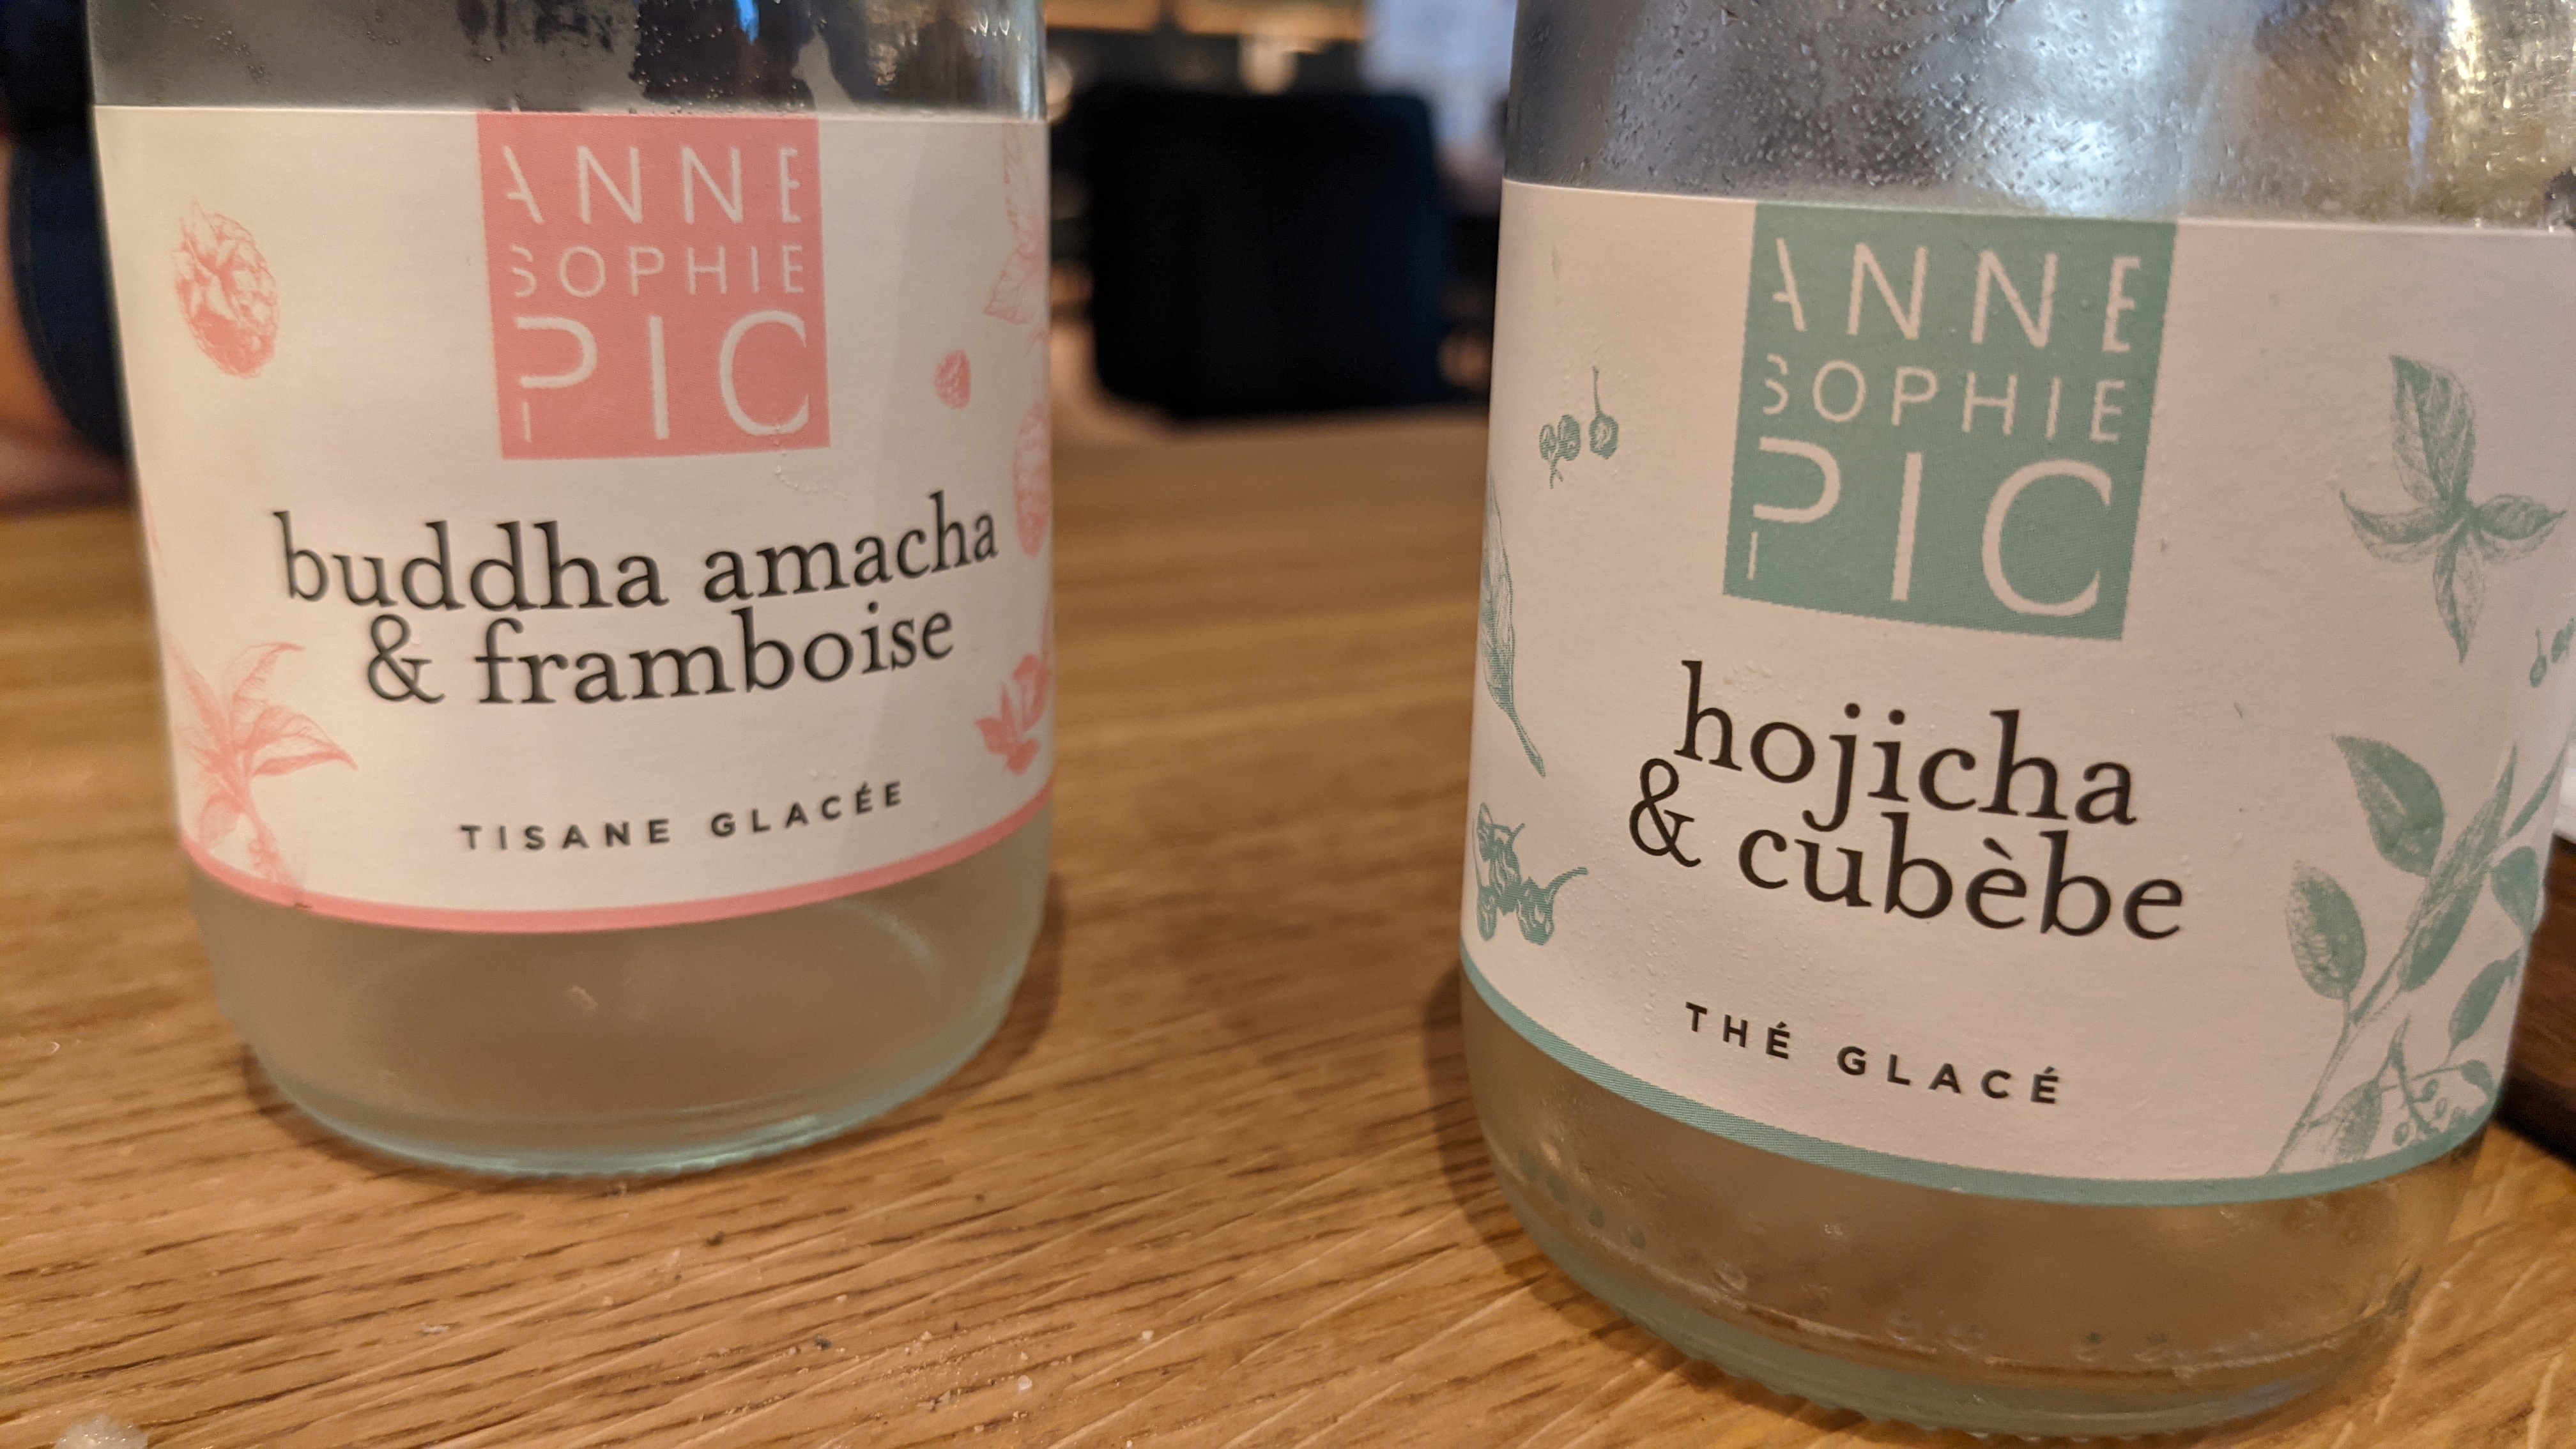 ANNE
SOPHIE
PIC
buddha amacha
& framboise
TISANE GLACÉE
ANNE
SOPHIE
PIC
hojicha
& cubèbe
THÉ GLACÉ